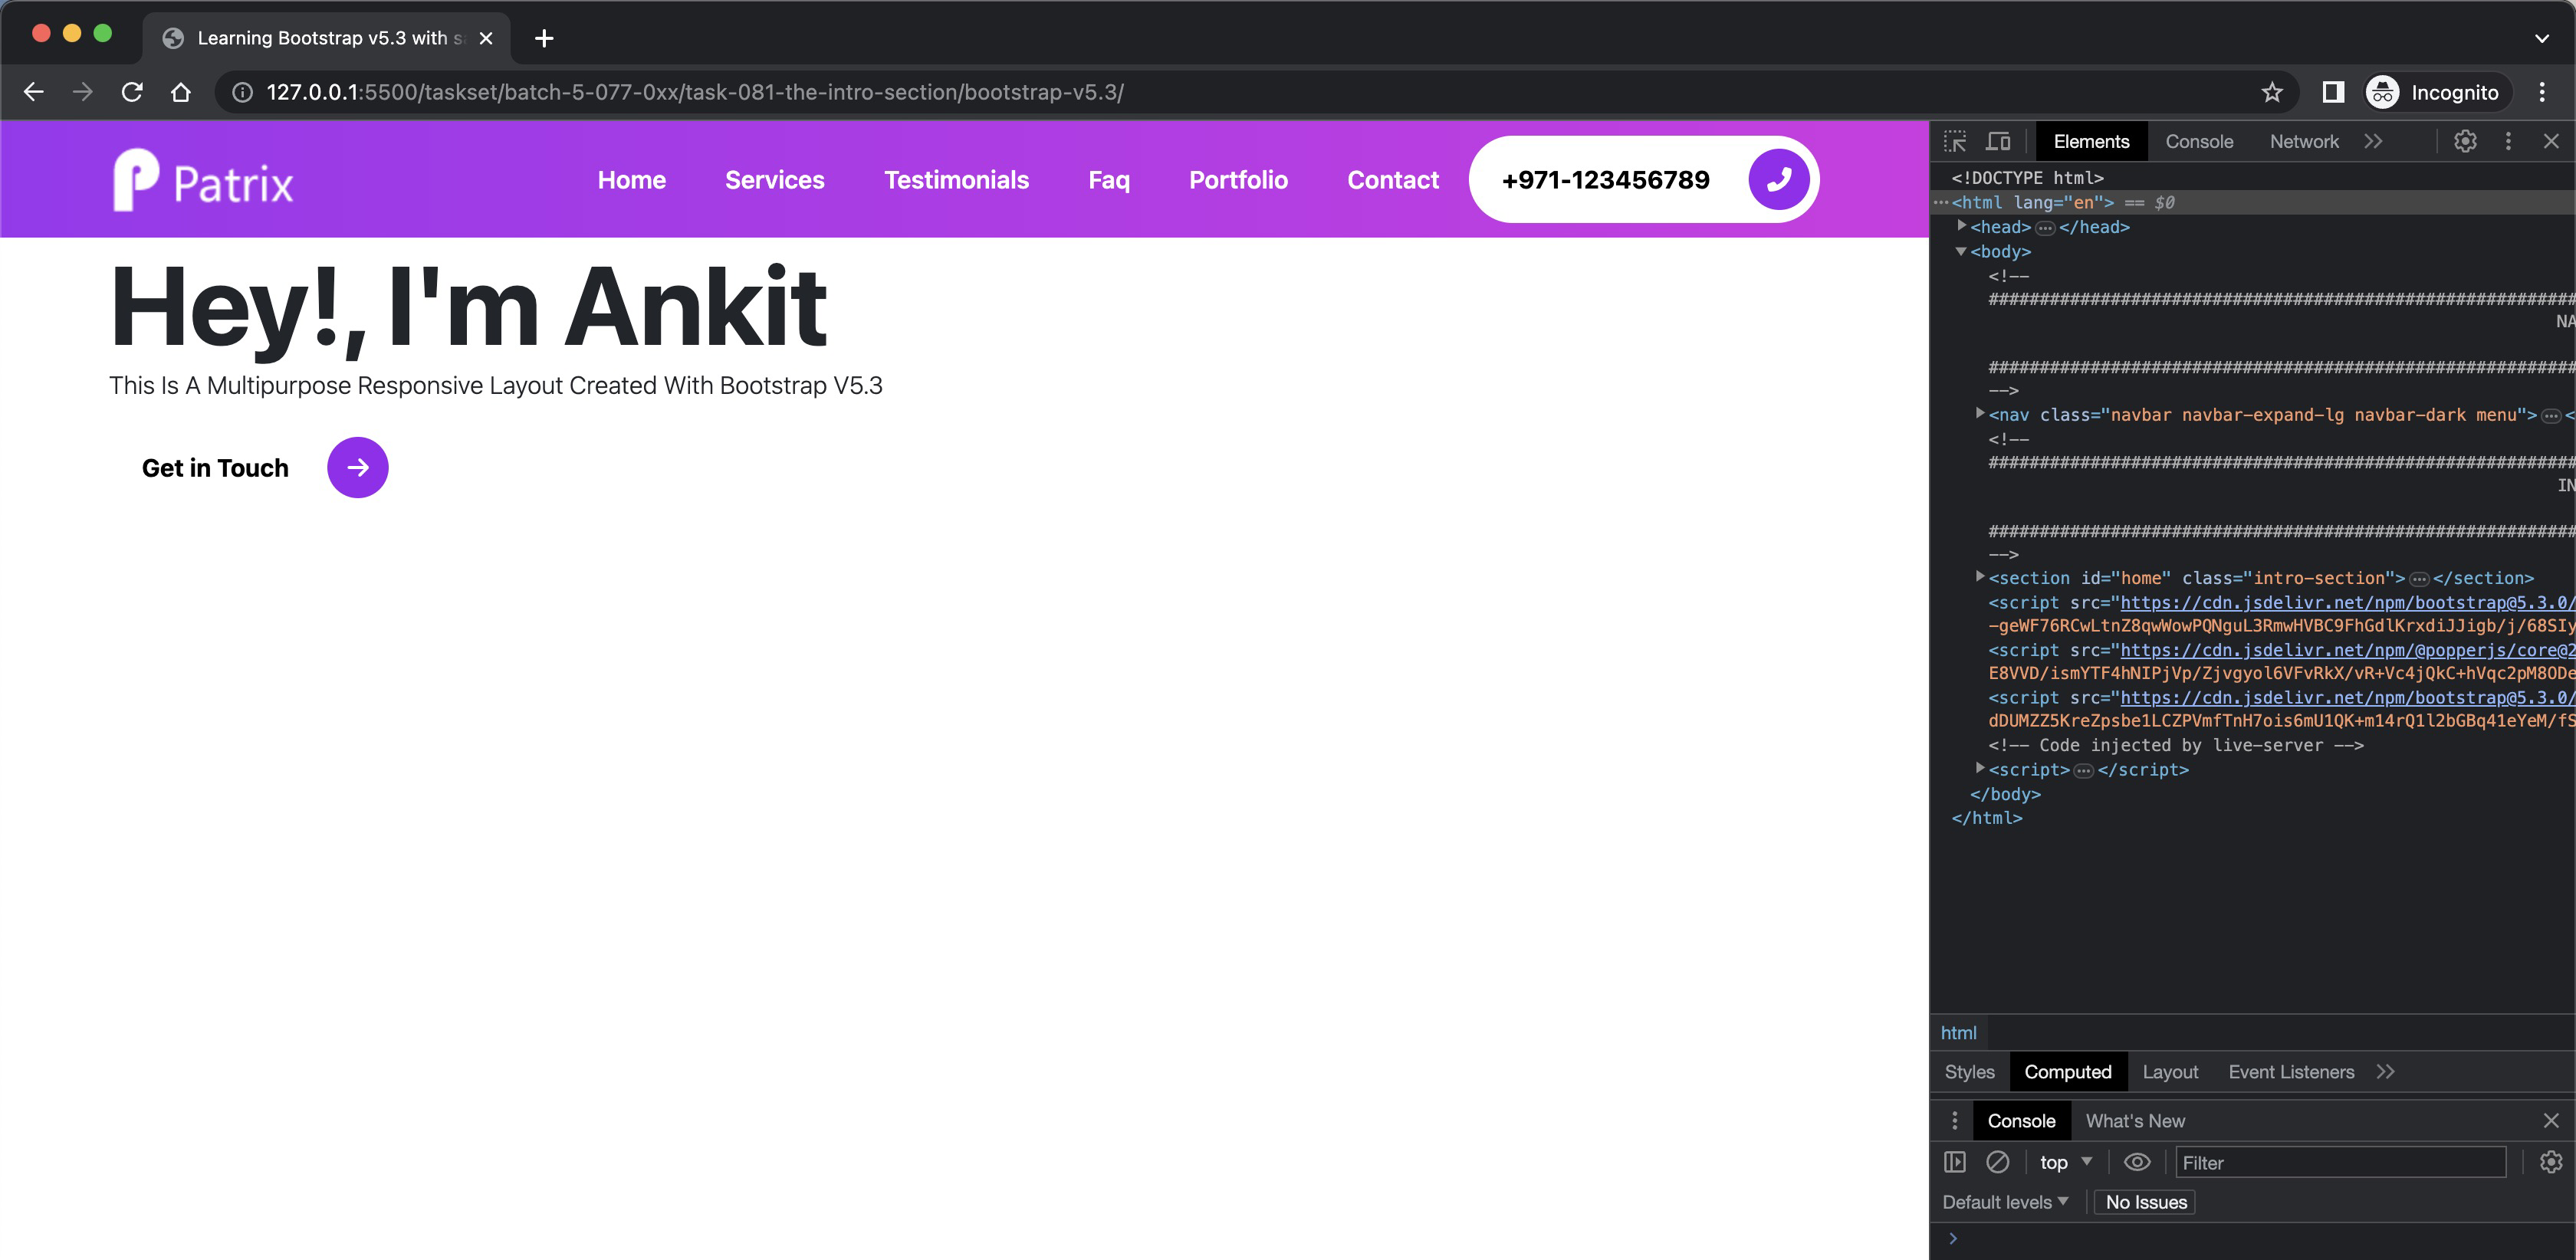 Learning Bootstrap v5.3 with s
127.0.0.1:5500/taskset/batch-5-077-0xx/task-081-the-intro-section/bootstrap-v5.3/
Incognito
Patrix
Home Services Testimonials Faq Portfolio Contact +971-123456789
Hey!, I'm Ankit
This Is A Multipurpose Responsive Layout Created With Bootstrap V5.3
Get in Touch
Elements Console Network
<!DOCTYPE html>
<html lang="en"> == $0
<head> ... </head>
<body>
<!--
NA
-->
<nav class="navbar navbar-expand-lg navbar-dark menu"> ... <
<!--
IN
-->
<section id="home" class="intro-section"> ... </section>
<script src="https://cdn.jsdelivr.net/npm/bootstrap@5.3.0/
-geWF76RCwLtnZ8qwWowPQNguL3RmwHVBC9FhGdlKrxdiJJigb/j/68SIy
<script src="https://cdn.jsdelivr.net/npm/@popperjs/core@2
E8VVD/ismYTF4hNIPjVp/Zjvgyol6VFvRkX/vR+Vc4jQkC+hVqc2pM8ODe
<script src="https://cdn.jsdelivr.net/npm/bootstrap@5.3.0/
dDUMZZ5KreZpsbe1LCZPVmfTnH7ois6mU1QK+m14rQ1l2bGBq41eYeM/fS
<!-- Code injected by live-server -->
<script> ... </script>
</body>
</html>
html
Styles Computed Layout Event Listeners
Console What's New
top Filter
Default levels No Issues